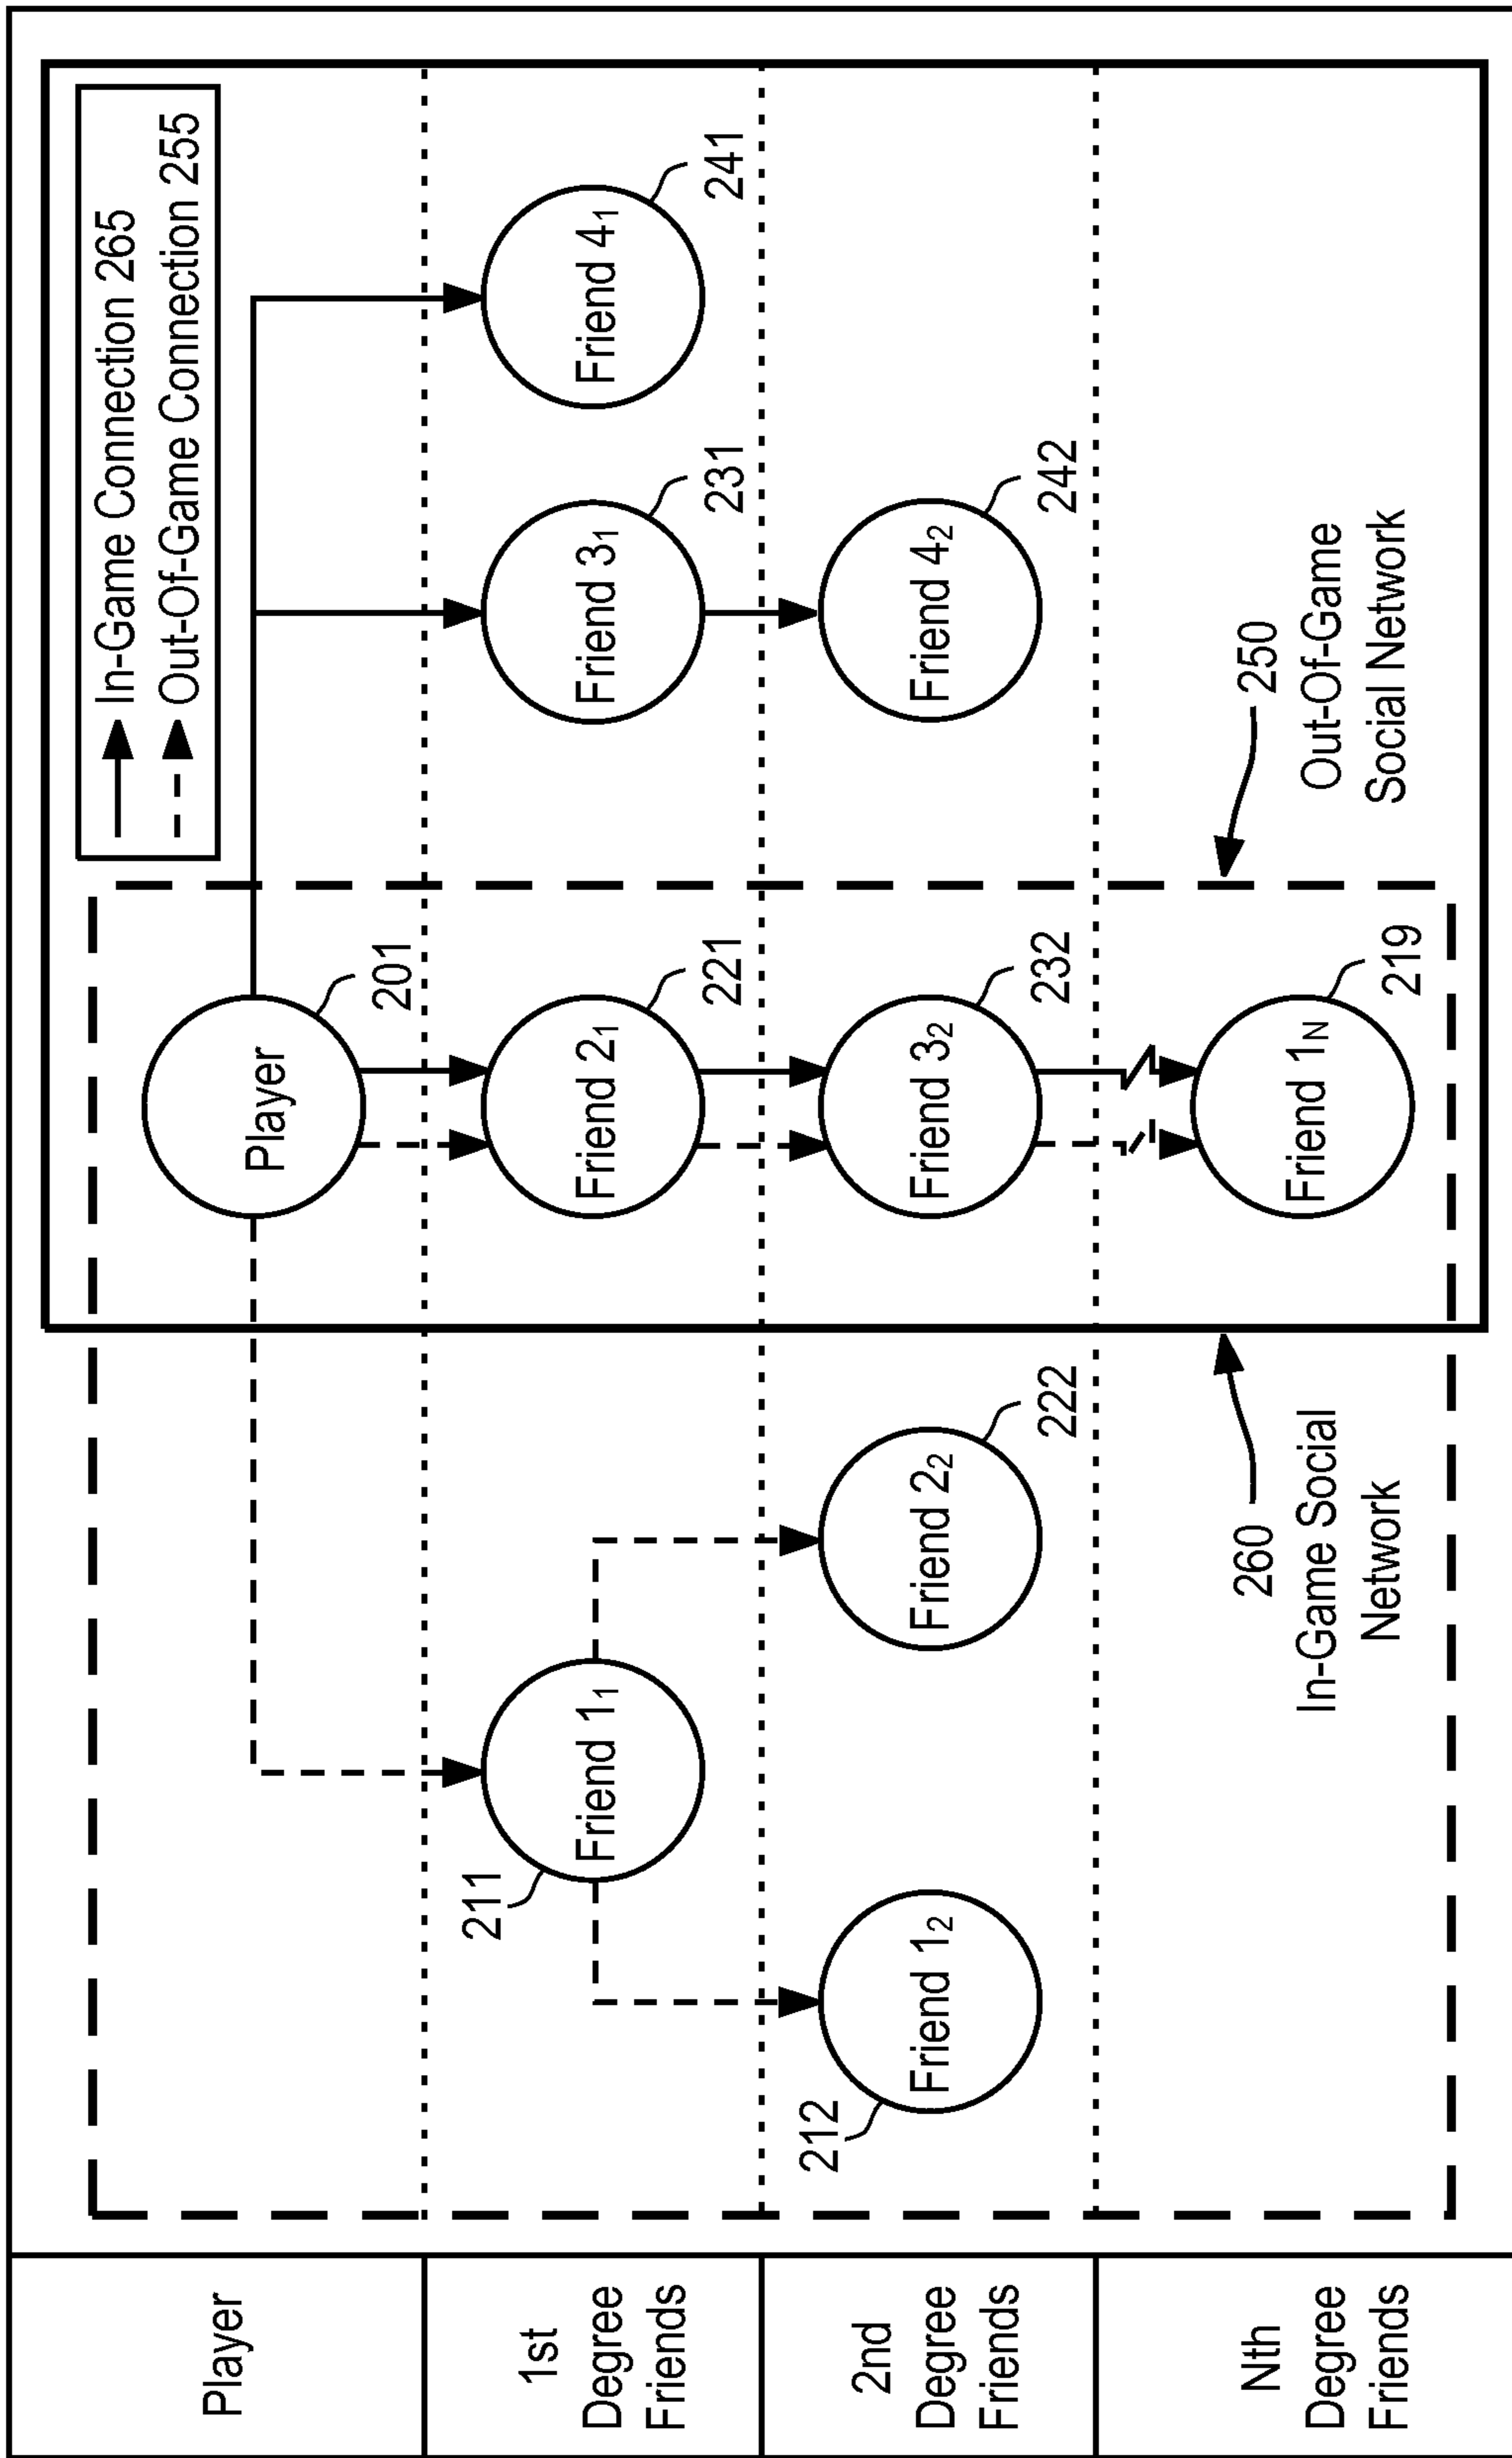 Player
1st
Degree
Friends
2nd
Degree
Friends
Nth
Degree
Friends
In-Game Connection 265
Out-Of-Game Connection 255
Player
201
211
Friend 1₁
Friend 2₁
221
Friend 3₁
231
Friend 4₁
241
212
Friend 1₂
Friend 2₂
222
Friend 3₂
232
Friend 4₂
242
Friend 1N
219
260
In-Game Social
Network
250
Out-Of-Game
Social Network